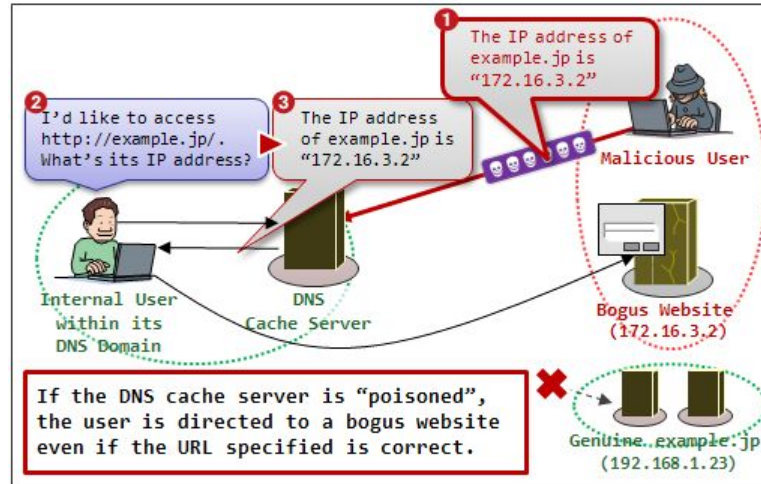 1
The IP address of
example.jp is
“172.16.3.2”
2
I’d like to access
http://example.jp/.
What’s its IP address?
3
The IP address
of example.jp is
“172.16.3.2”
Malicious User
Internal User
within its
DNS Domain
DNS
Cache Server
Bogus Website
(172.16.3.2)
If the DNS cache server is “poisoned”,
the user is directed to a bogus website
even if the URL specified is correct.
Genuine example.jp
(192.168.1.23)